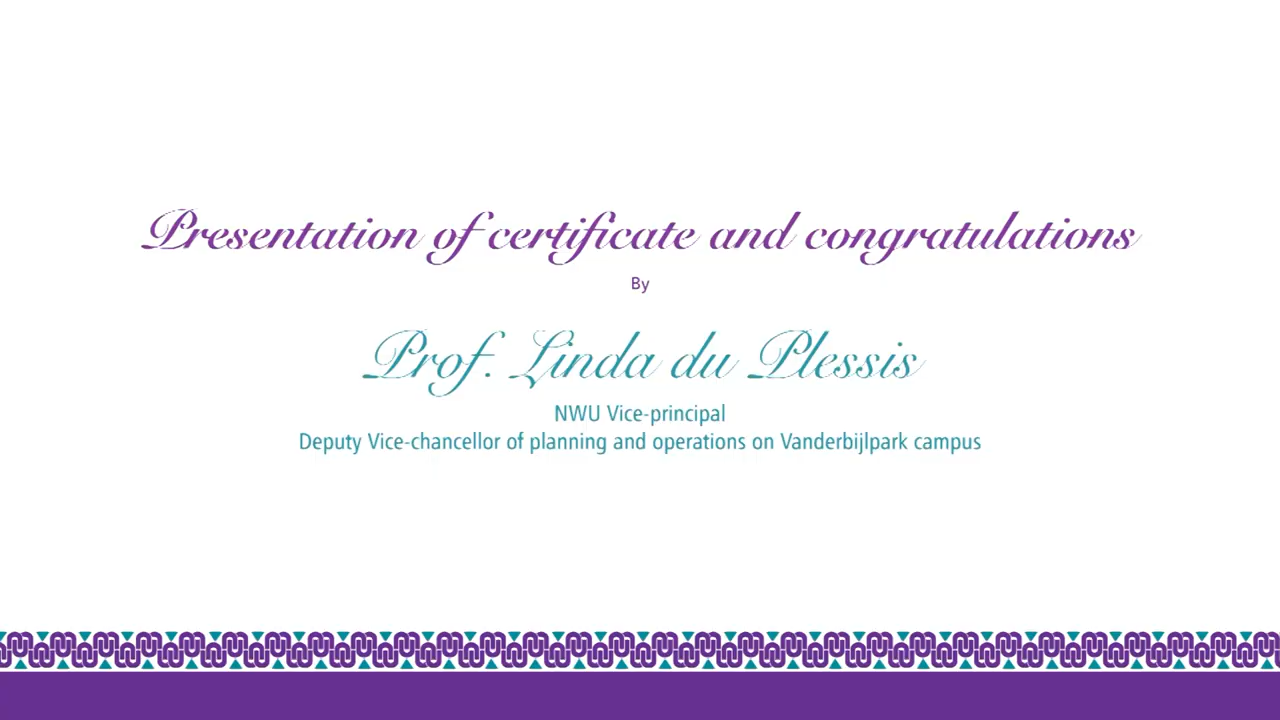 Presentation of certificate and congratulations
By
Prof. Linda du Plessis
NWU Vice-principal
Deputy Vice-chancellor of planning and operations on Vanderbijlpark campus